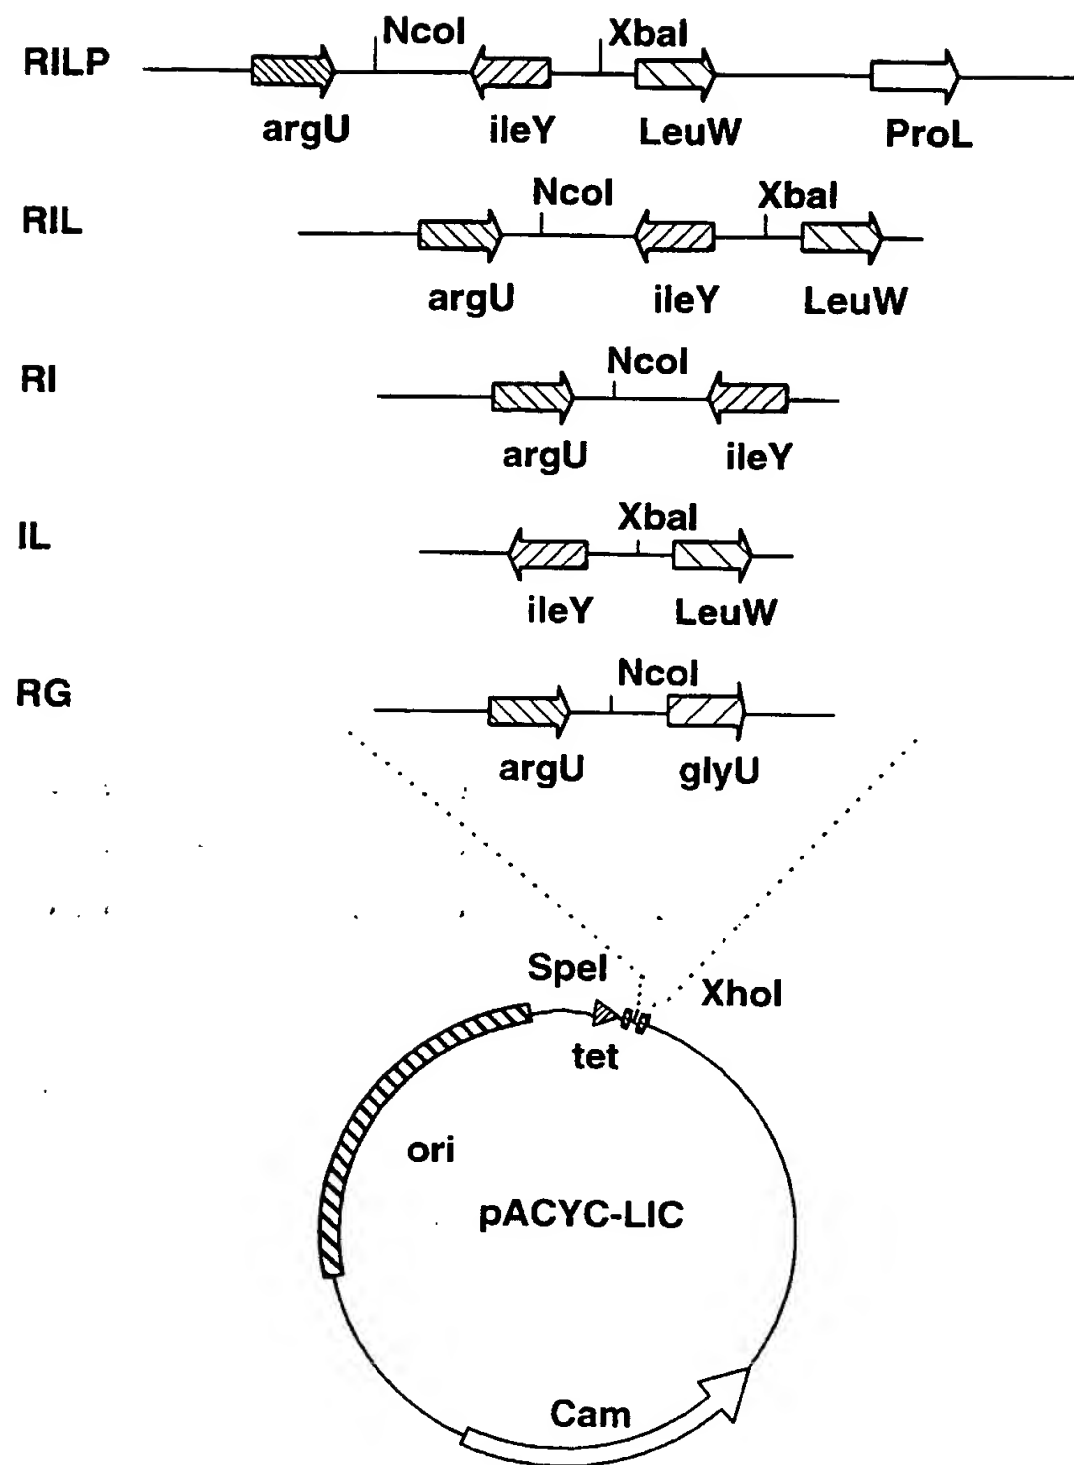 RILP NcoI XbaI
argU ileY LeuW ProL
RIL NcoI XbaI
argU ileY LeuW
RI NcoI
argU ileY
IL XbaI
ileY LeuW
RG NcoI
argU glyU
SpeI XhoI
tet
ori
pACYC-LIC
Cam